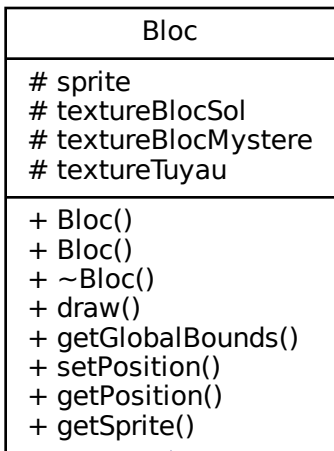 Bloc
# sprite
# textureBlocSol
# textureBlocMystere
# textureTuyau
+ Bloc()
+ Bloc()
+ ~Bloc()
+ draw()
+ getGlobalBounds()
+ setPosition()
+ getPosition()
+ getSprite()